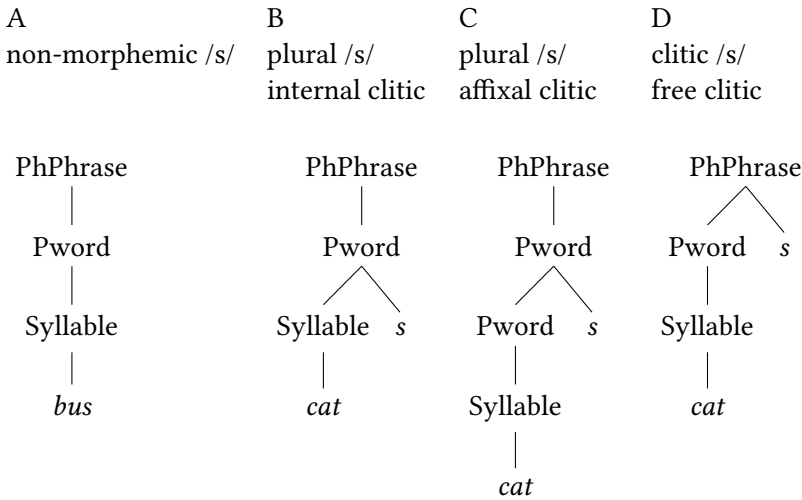 A B C D
non-morphemic /s/ plural /s/ plural /s/ clitic /s/
internal clitic affixal clitic free clitic
PhPhrase PhPhrase PhPhrase PhPhrase
Pword Pword Pword Pword s
Syllable Syllable s Pword s Syllable
bus cat Syllable cat
cat